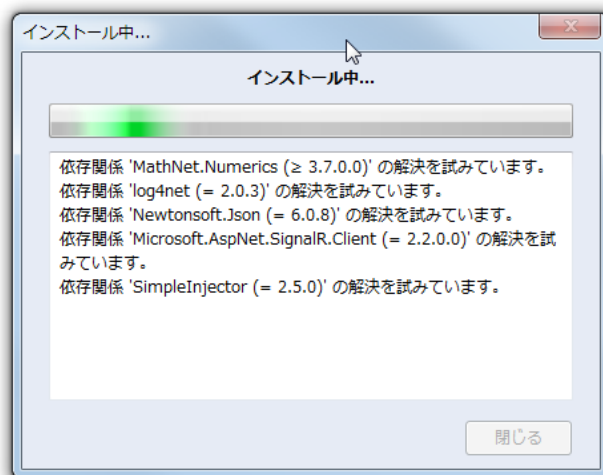 インストール中...
インストール中...
依存関係 'MathNet.Numerics (≥ 3.7.0.0)' の解決を試みています。
依存関係 'log4net (= 2.0.3)' の解決を試みています。
依存関係 'Newtonsoft.Json (= 6.0.8)' の解決を試みています。
依存関係 'Microsoft.AspNet.SignalR.Client (= 2.2.0.0)' の解決を試
みています。
依存関係 'SimpleInjector (= 2.5.0)' の解決を試みています。
閉じる